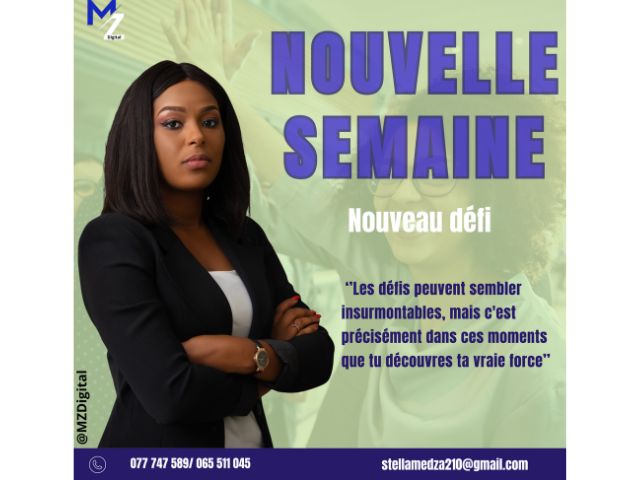 MZ
Digital
NOUVELLE
SEMAINE
Nouveau défi
‘’Les défis peuvent sembler
insurmontables, mais c'est
précisément dans ces moments
que tu découvres ta vraie force”
@MZDigital
077 747 589/ 065 511 045
stellamedza210@gmail.com